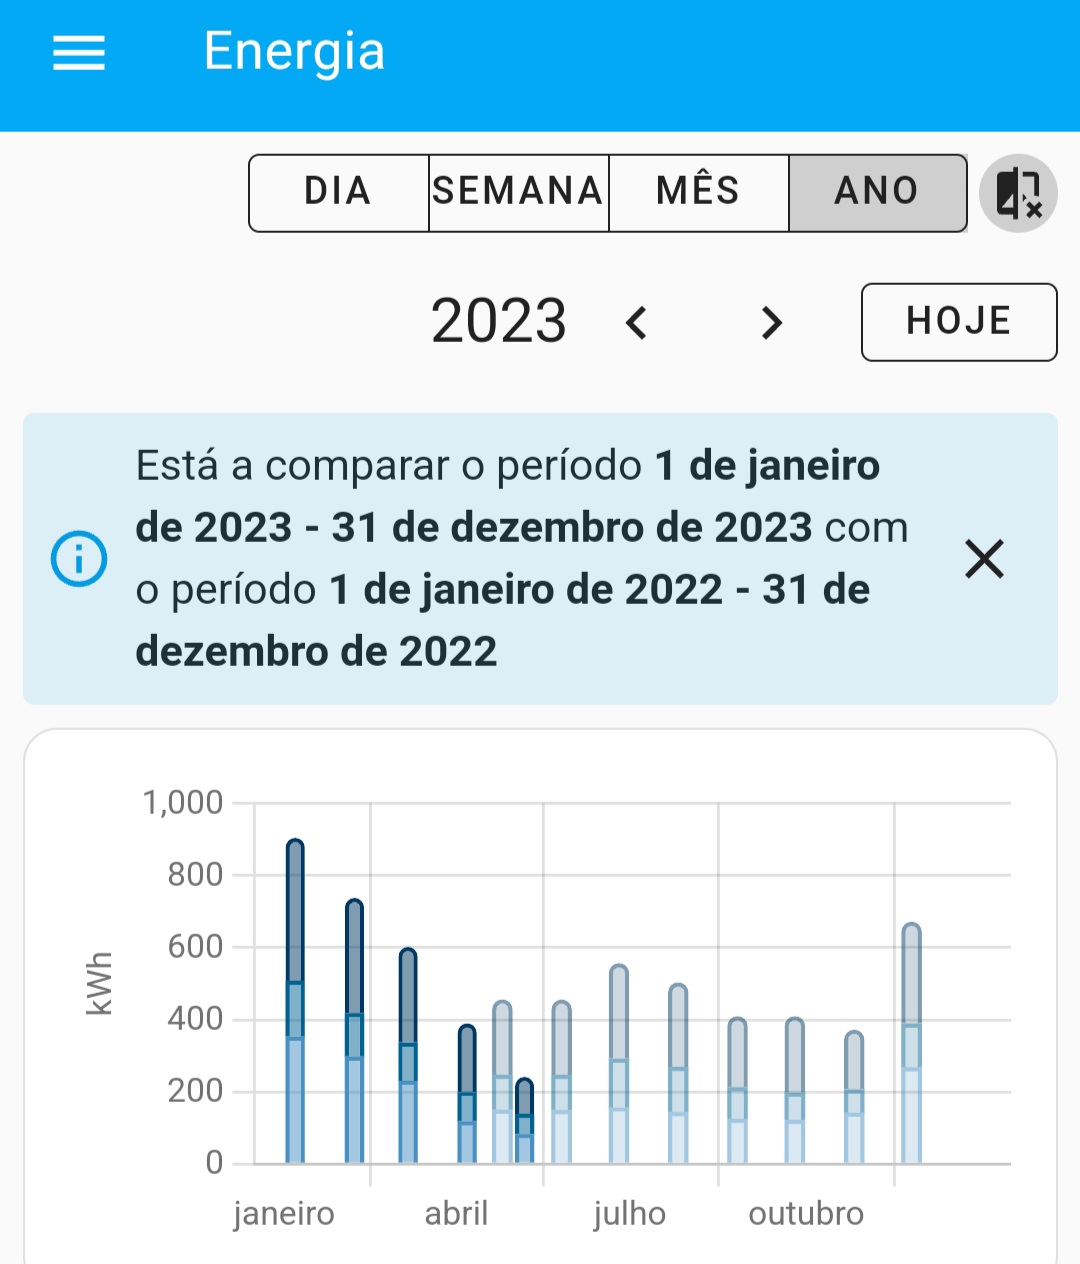 Energia
DIA SEMANA MÊS ANO
2023 HOJE
Está a comparar o período 1 de janeiro
de 2023 - 31 de dezembro de 2023 com
o período 1 de janeiro de 2022 - 31 de
dezembro de 2022
1,000
800
600
400
200
0
kWh
janeiro abril julho outubro